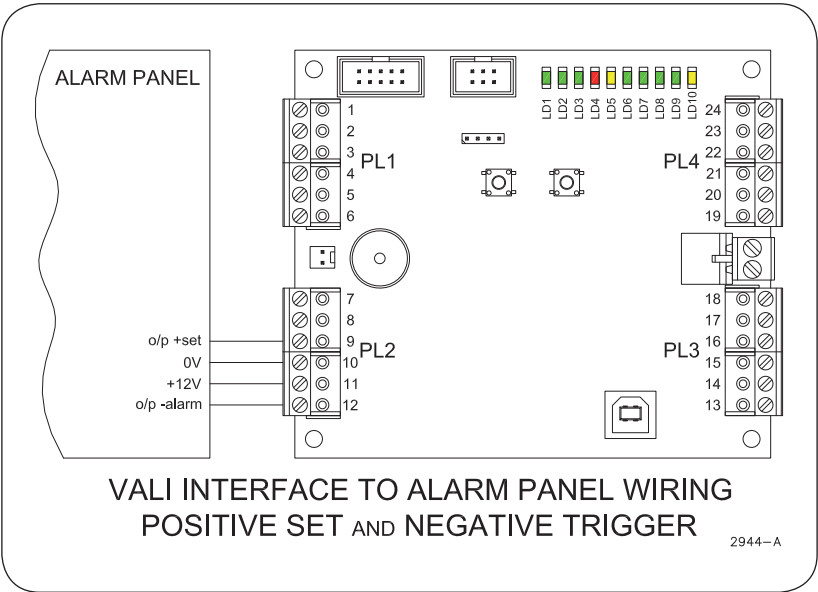 ALARM PANEL
LD1
LD2
LD3
LD4
LD5
LD6
LD7
LD8
LD9
LD10
1
2
3
4
5
6
PL1
24
23
22
21
20
19
PL4
7
8
9
10
11
12
PL2
18
17
16
15
14
13
PL3
o/p +set
0V
+12V
o/p -alarm
VALI INTERFACE TO ALARM PANEL WIRING
POSITIVE SET AND NEGATIVE TRIGGER
2944-A